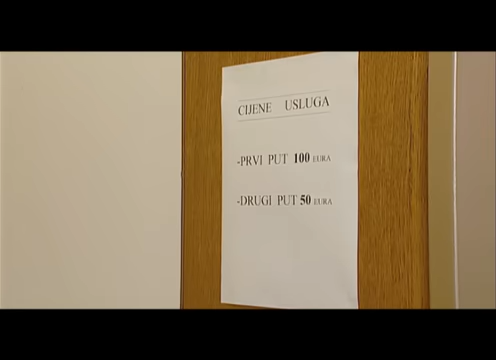 CIJENE USLUGA
-PRVI PUT 100 EURA
-DRUGI PUT 50 EURA